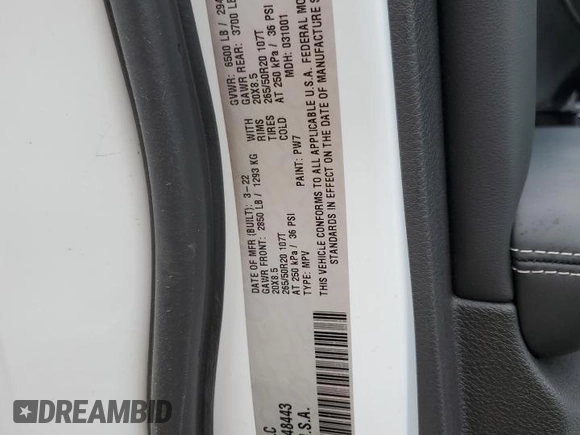 DATE OF MFR (BUILT): 3-22 GVWR: 6500 LB / 294
GAWR FRONT: 2850 LB / 1293 KG WITH GAWR REAR: 3700 LB
20X8.5 RIMS 20X8.5
265/50R20 107T TIRES 265/50R20 107T
AT 250 kPa / 36 PSI COLD AT 250 kPa / 36 PSI
TYPE: MPV PAINT: PW7 MDH: 031001
THIS VEHICLE CONFORMS TO ALL APPLICABLE U.S.A. FEDERAL MO
STANDARDS IN EFFECT ON THE DATE OF MANUFACTURE S
LC
48443
.S.A.
DREAMBID